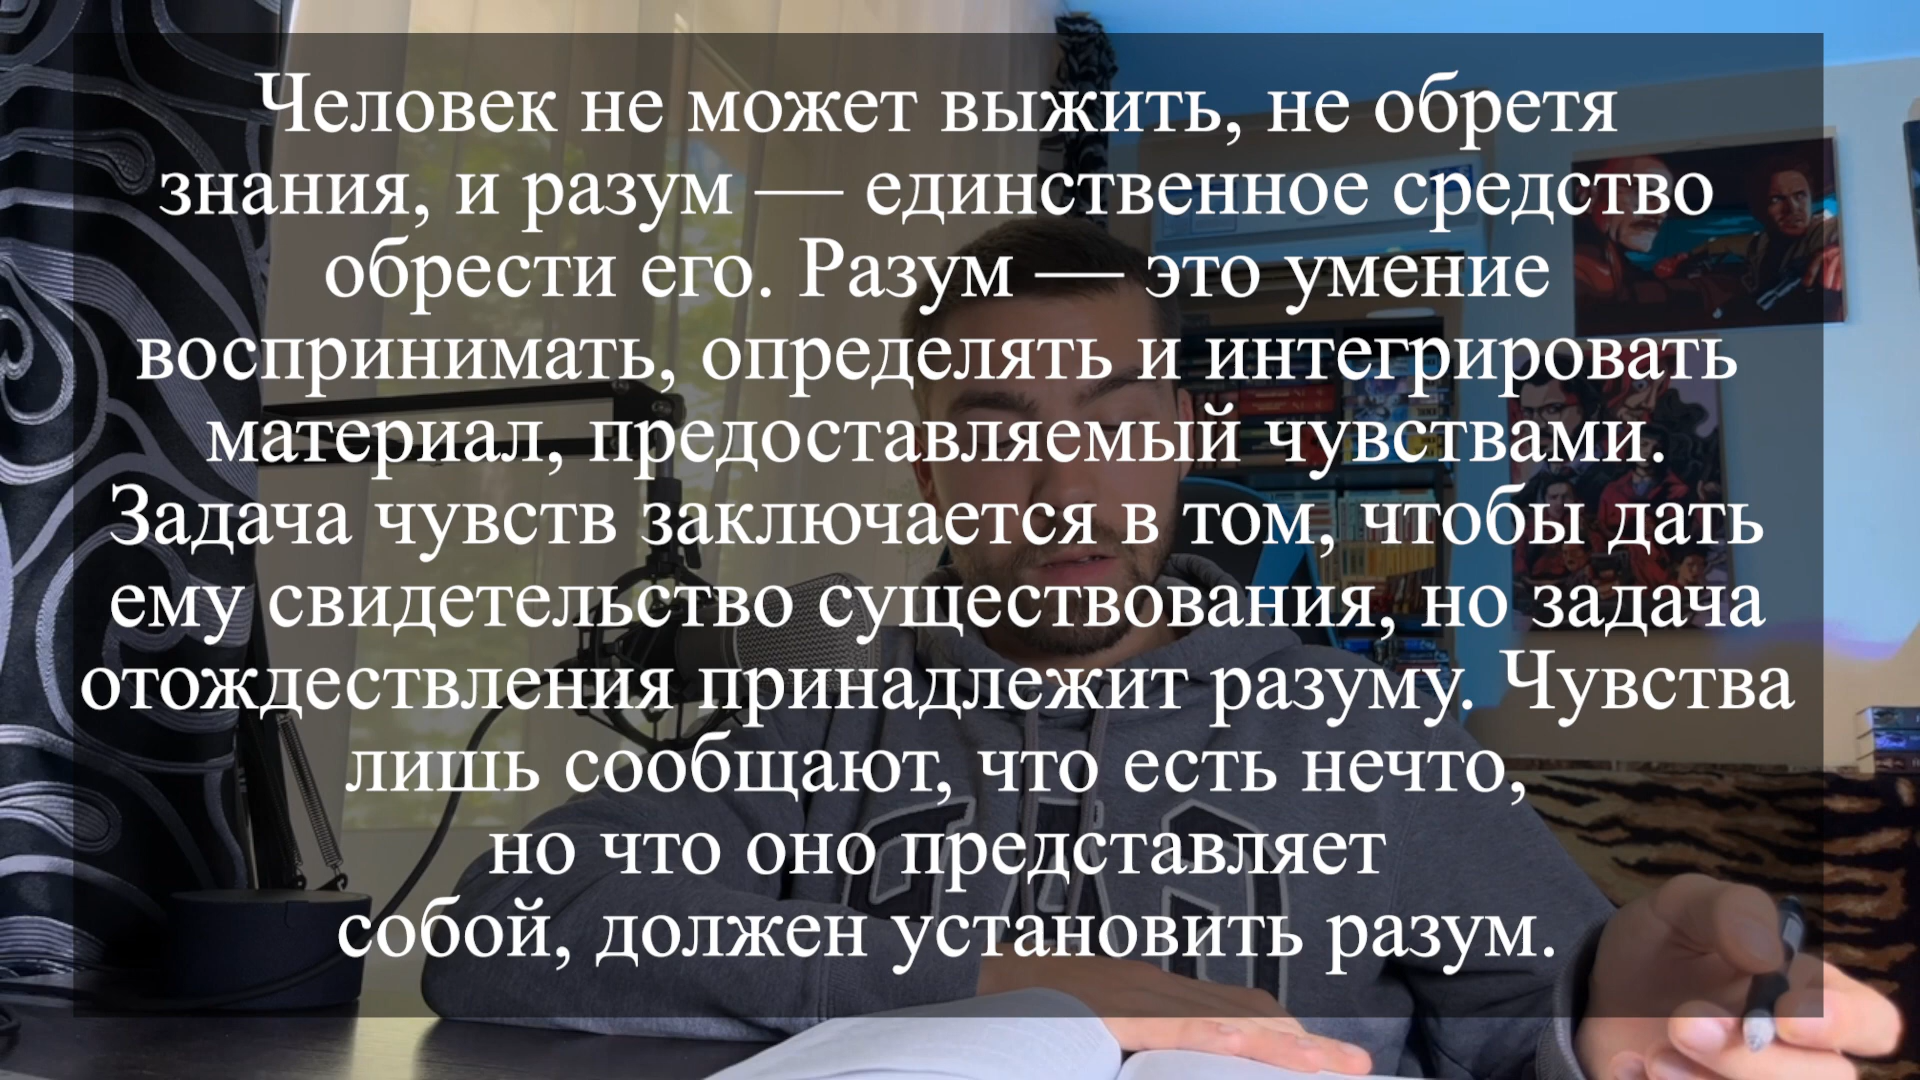 Человек не может выжить, не обретя
знания, и разум — единственное средство
обрести его. Разум — это умение
воспринимать, определять и интегрировать
материал, предоставляемый чувствами.
Задача чувств заключается в том, чтобы дать
ему свидетельство существования, но задача
отождествления принадлежит разуму. Чувства
лишь сообщают, что есть нечто,
но что оно представляет
собой, должен установить разум.